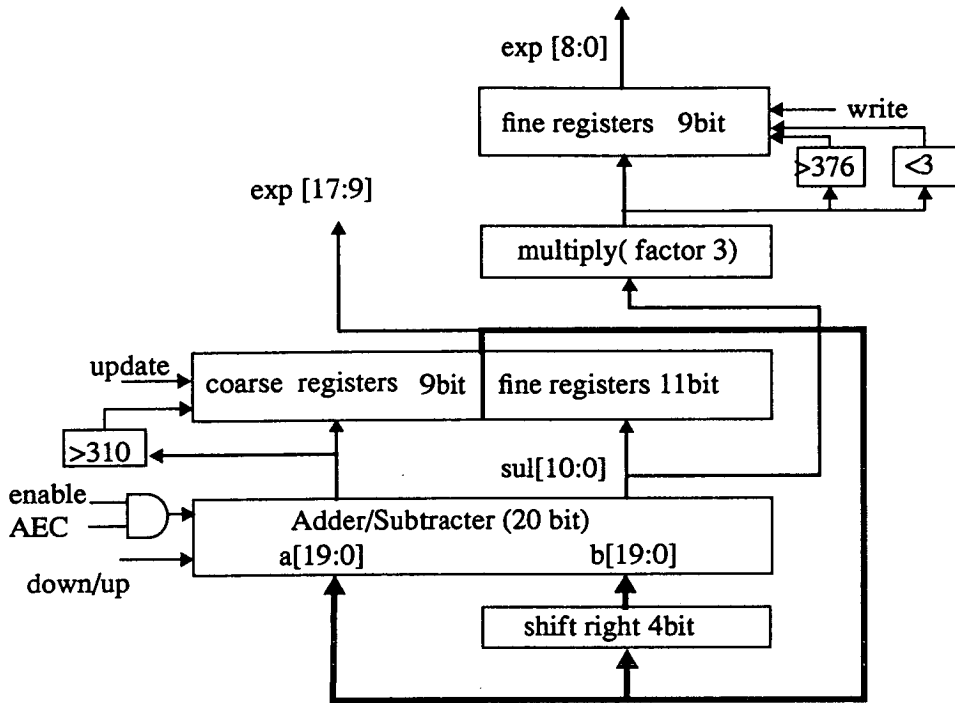 exp [8:0]
fine registers 9bit
write
>376
<3
exp [17:9]
multiply( factor 3)
update
coarse registers 9bit
fine registers 11bit
>310
sul[10:0]
enable
AEC
Adder/Subtracter (20 bit)
a[19:0]
b[19:0]
down/up
shift right 4bit